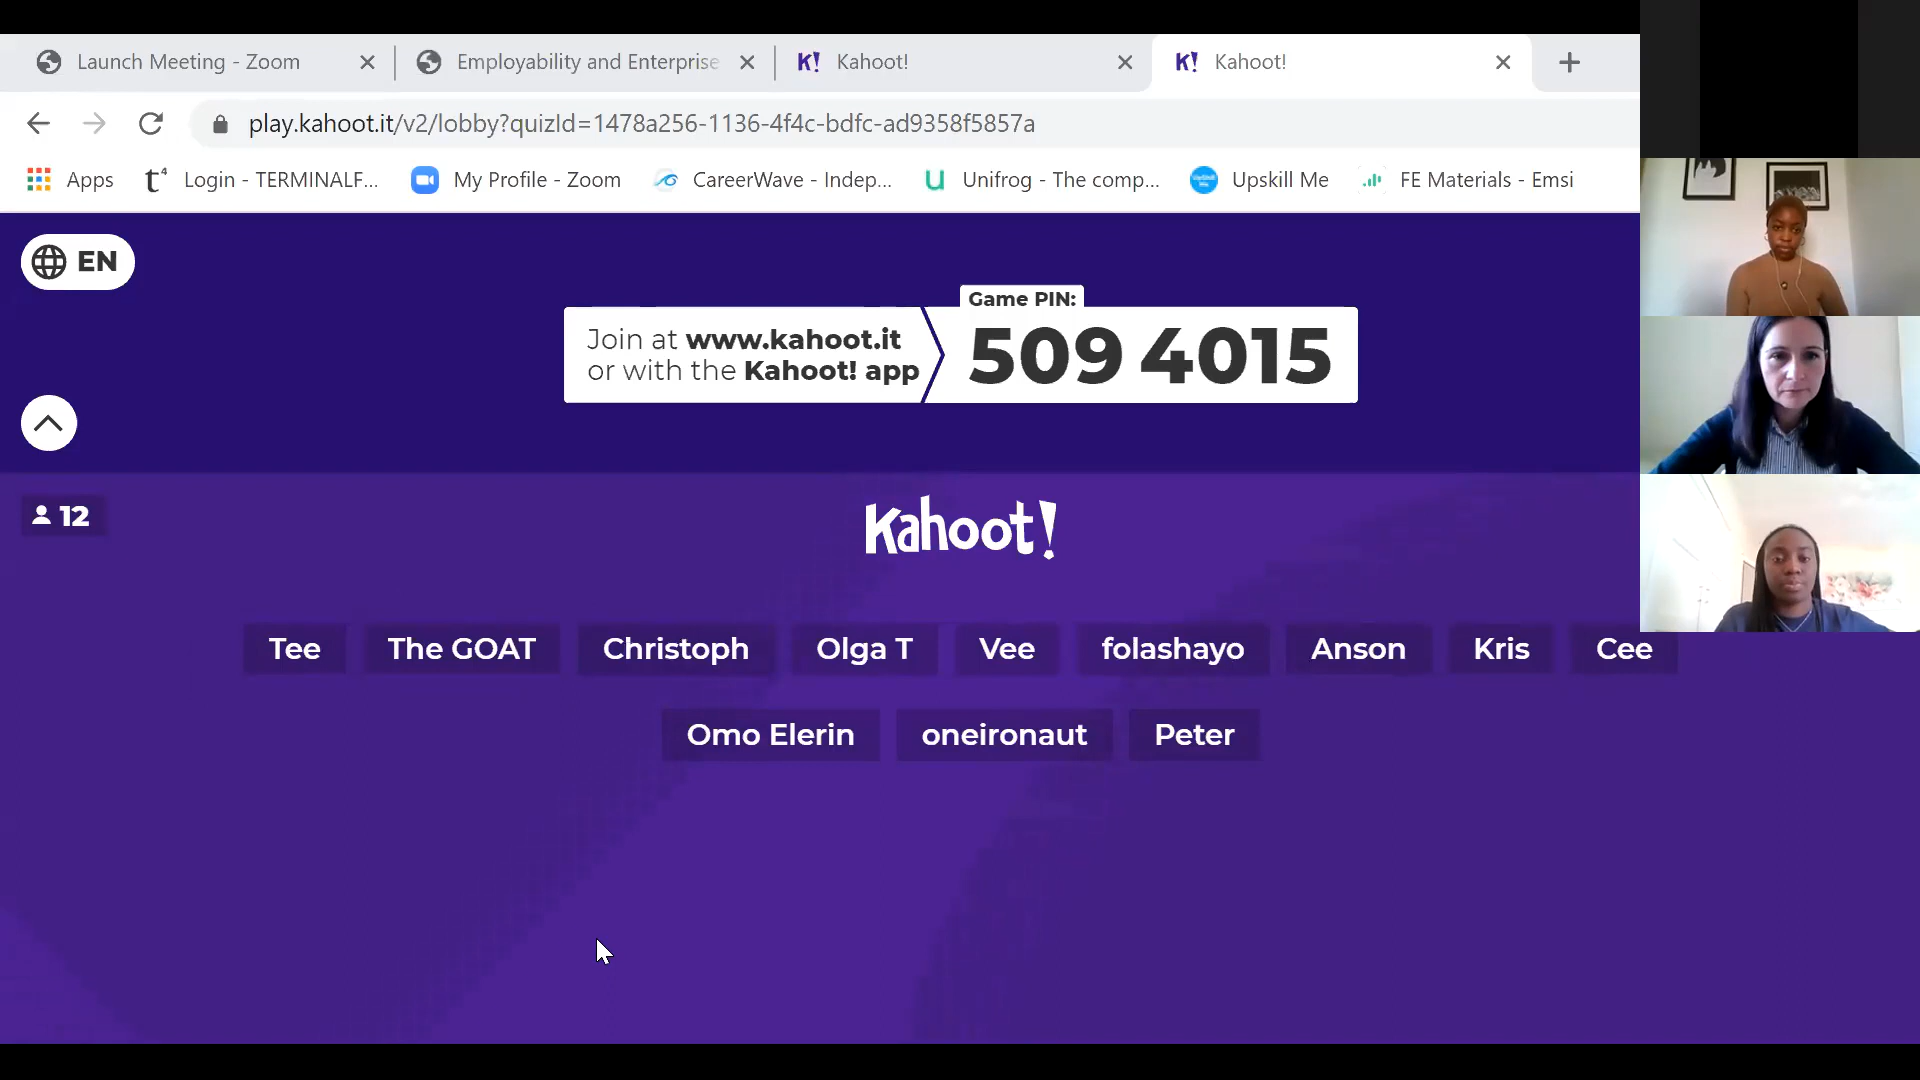 Launch Meeting - Zoom
Employability and Enterprise
K! Kahoot!
K! Kahoot!
play.kahoot.it/v2/lobby?quizId=1478a256-1136-4f4c-bdfc-ad9358f5857a
Apps
t4 Login - TERMINALF...
My Profile - Zoom
CareerWave - Indep...
U Unifrog - The comp...
Upskill Me
FE Materials - Emsi
EN
Game PIN:
Join at www.kahoot.it
or with the Kahoot! app
509 4015
12
Kahoot!
Tee The GOAT Christoph Olga T Vee folashayo Anson Kris Cee
Omo Elerin oneironaut Peter